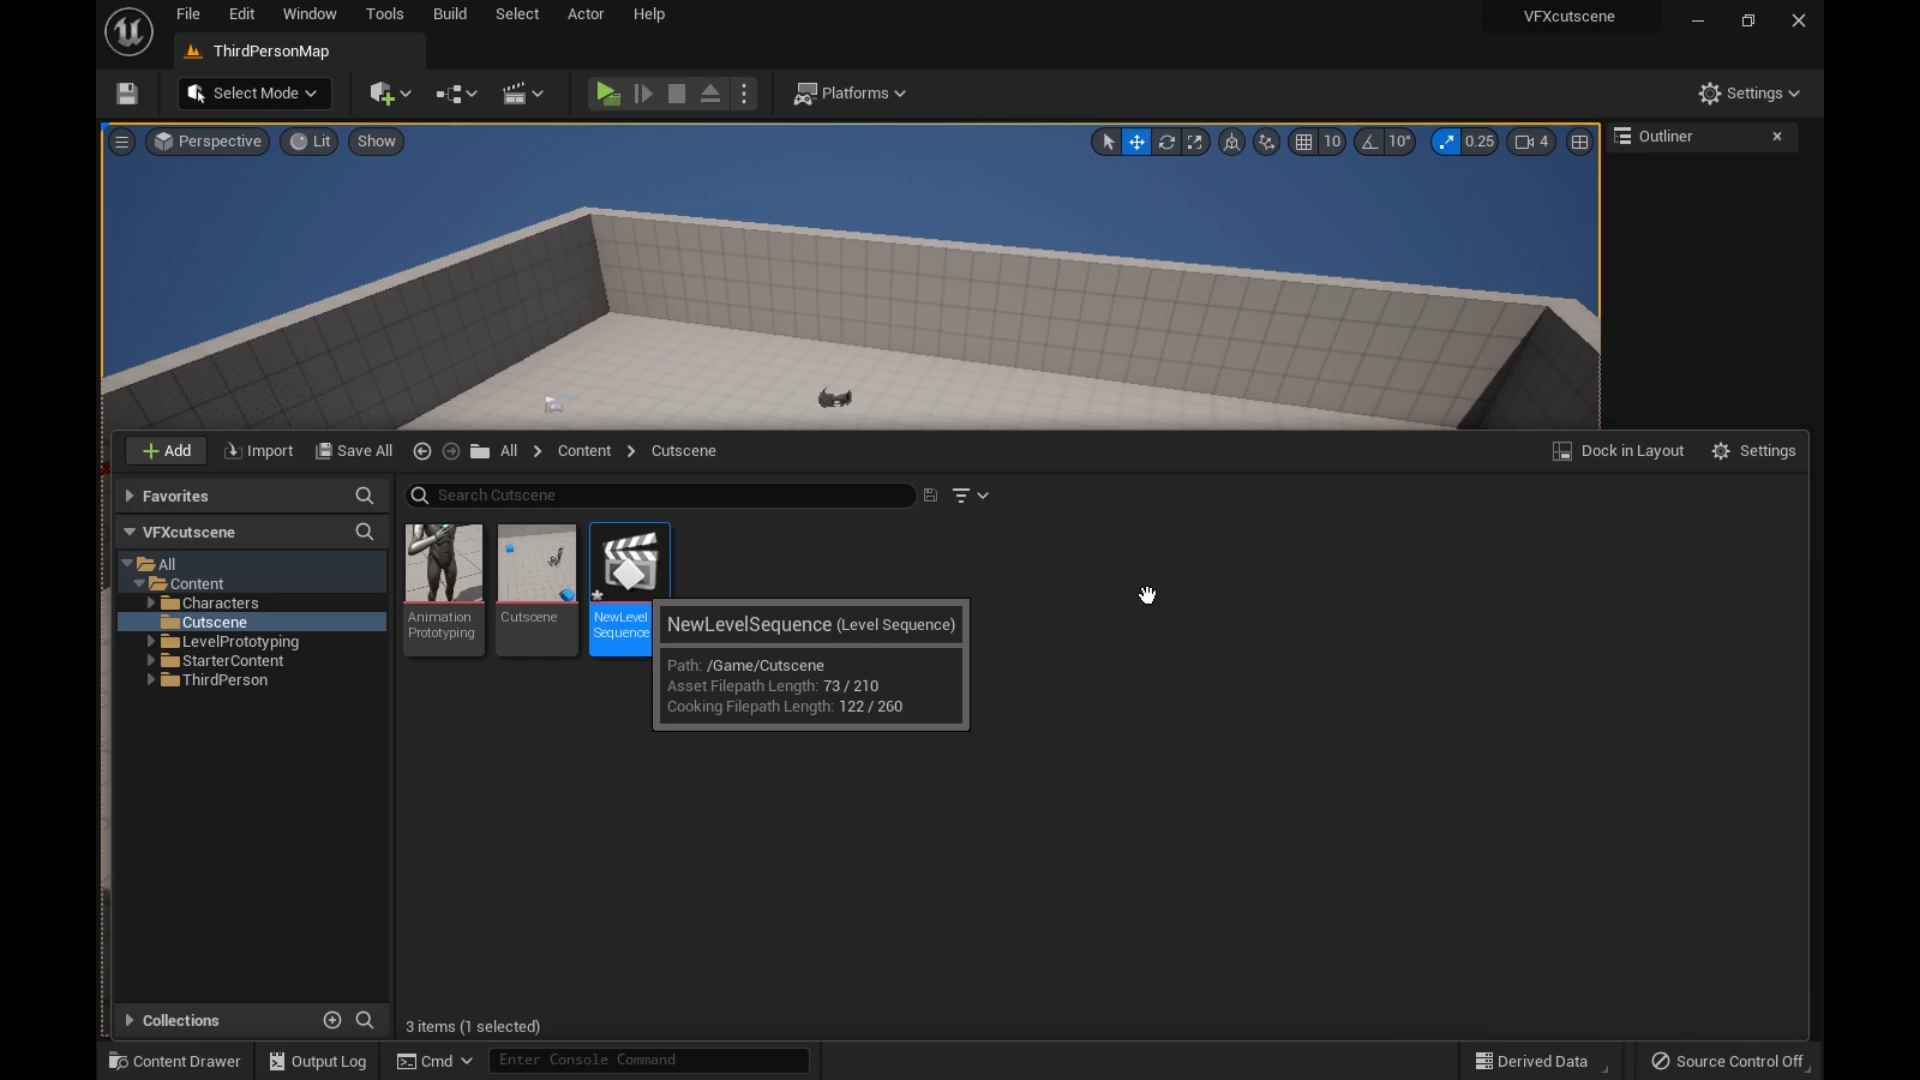 File Edit Window Tools Build Select Actor Help
VFXcutscene
ThirdPersonMap
Select Mode
Platforms
Settings
Perspective
Lit
Show
10
10°
0.25
4
Outliner
Add
Import
Save All
All
Content
Cutscene
Dock in Layout
Settings
Favorites
Search Cutscene
VFXcutscene
All
Content
Characters
Cutscene
LevelPrototyping
StarterContent
ThirdPerson
Animation
Prototyping
Cutscene
NewLevel
Sequence
NewLevelSequence (Level Sequence)
Path: /Game/Cutscene
Asset Filepath Length: 73 / 210
Cooking Filepath Length: 122 / 260
Collections
3 items (1 selected)
Content Drawer
Output Log
Cmd
Enter Console Command
Derived Data
Source Control Off